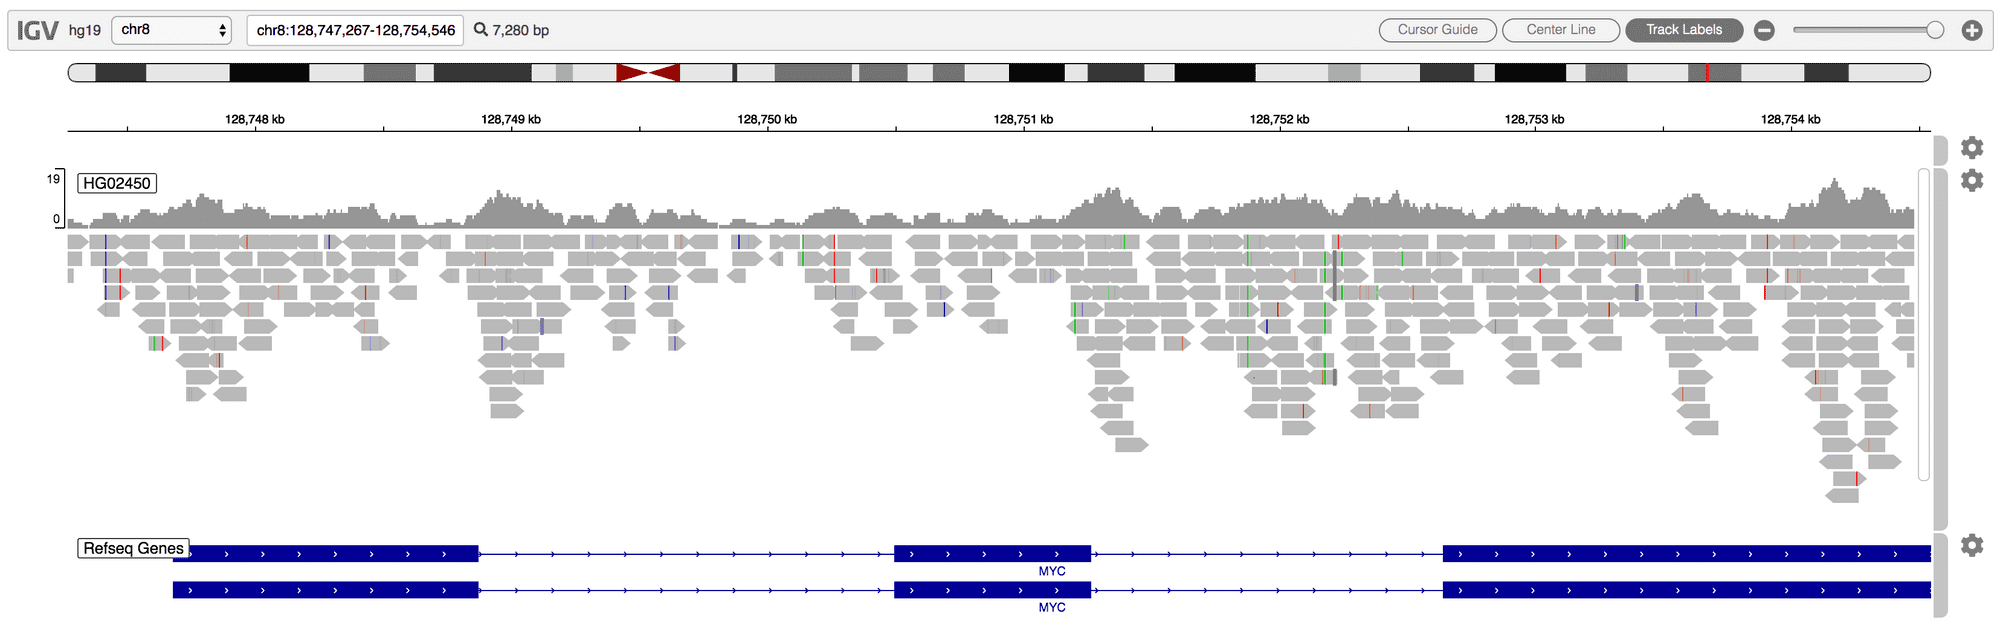 IGV hg19 chr8 chr8:128,747,267-128,754,546 7,280 bp Cursor Guide Center Line Track Labels
128,748 kb 128,749 kb 128,750 kb 128,751 kb 128,752 kb 128,753 kb 128,754 kb
19
HG02450
0
Refseq Genes
MYC
MYC